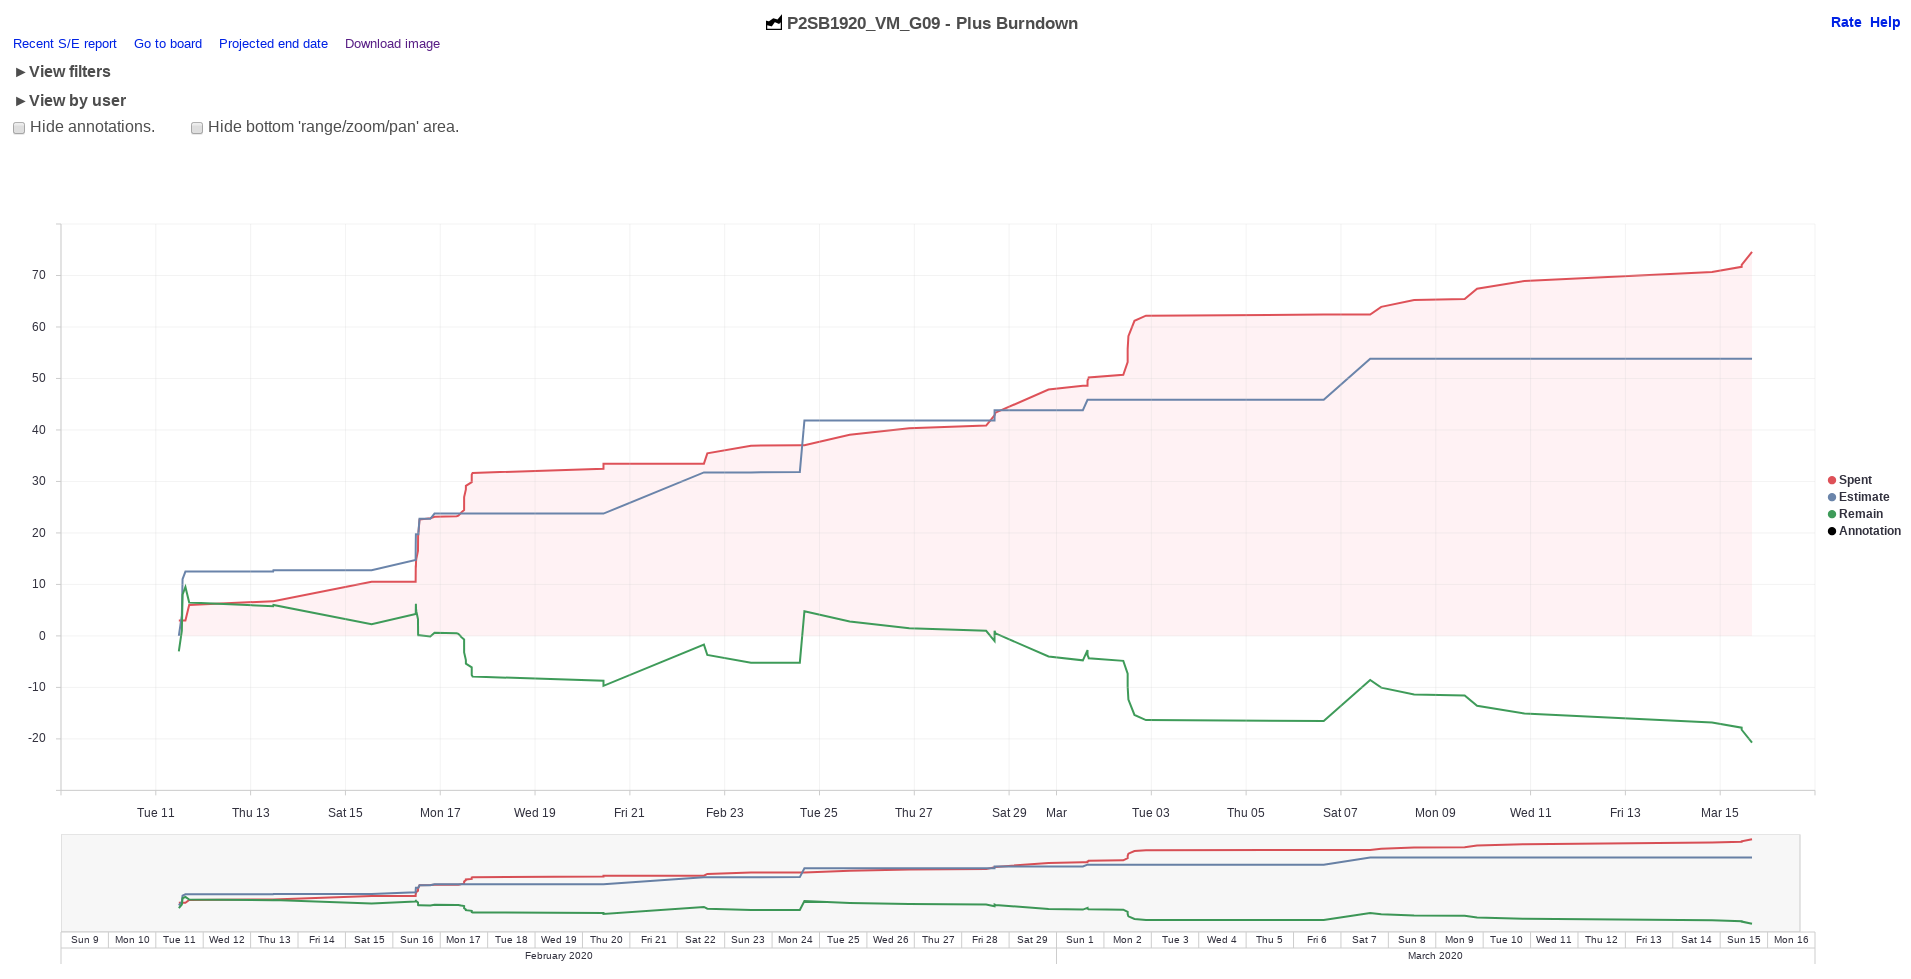 P2SB1920_VM_G09 - Plus Burndown
Rate Help
Recent S/E report Go to board Projected end date Download image
►View filters
►View by user
Hide annotations. Hide bottom 'range/zoom/pan' area.
70
60
50
40
30
20
10
0
-10
-20
Spent
Estimate
Remain
Annotation
Tue 11 Thu 13 Sat 15 Mon 17 Wed 19 Fri 21 Feb 23 Tue 25 Thu 27 Sat 29 Mar Tue 03 Thu 05 Sat 07 Mon 09 Wed 11 Fri 13 Mar 15
Sun 9 Mon 10 Tue 11 Wed 12 Thu 13 Fri 14 Sat 15 Sun 16 Mon 17 Tue 18 Wed 19 Thu 20 Fri 21 Sat 22 Sun 23 Mon 24 Tue 25 Wed 26 Thu 27 Fri 28 Sat 29 Sun 1 Mon 2 Tue 3 Wed 4 Thu 5 Fri 6 Sat 7 Sun 8 Mon 9 Tue 10 Wed 11 Thu 12 Fri 13 Sat 14 Sun 15 Mon 16
February 2020 March 2020